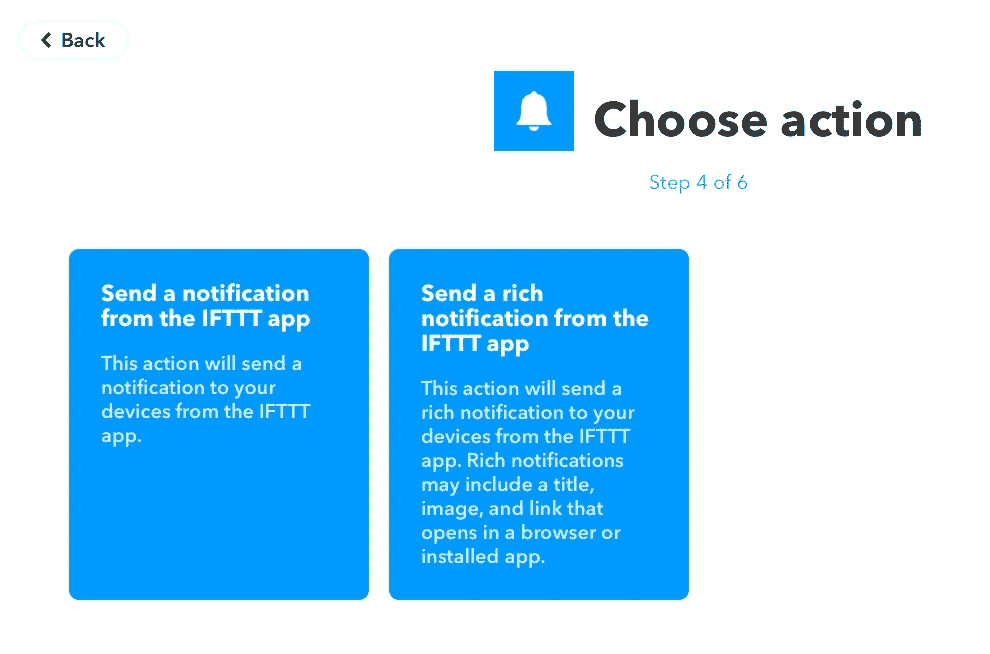 Back
Choose action
Step 4 of 6
Send a notification
from the IFTTT app
This action will send a
notification to your
devices from the IFTTT
app.
Send a rich
notification from the
IFTTT app
This action will send a
rich notification to your
devices from the IFTTT
app. Rich notifications
may include a title,
image, and link that
opens in a browser or
installed app.